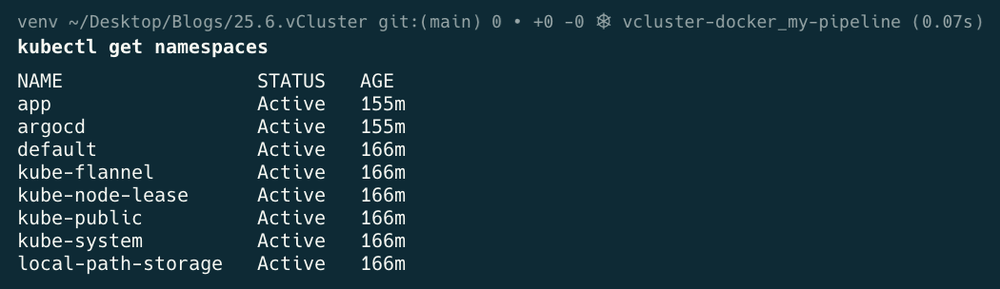 venv ~/Desktop/Blogs/25.6.vCluster git:(main) 0 • +0 -0 ☸ vcluster-docker_my-pipeline (0.07s)
kubectl get namespaces
NAME STATUS AGE
app Active 155m
argocd Active 155m
default Active 166m
kube-flannel Active 166m
kube-node-lease Active 166m
kube-public Active 166m
kube-system Active 166m
local-path-storage Active 166m